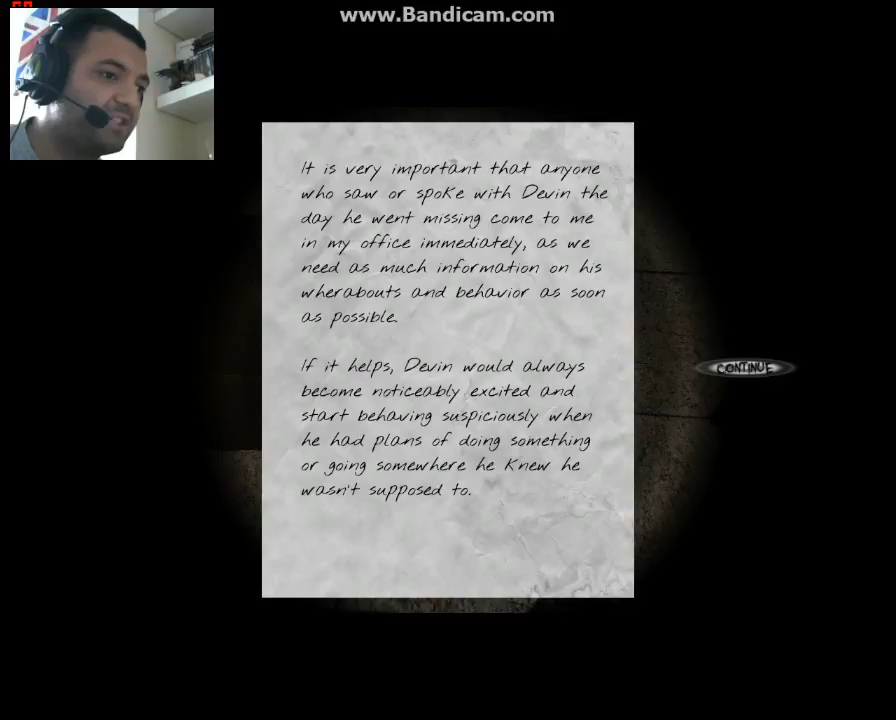 www.Bandicam.com
It is very important that anyone
who saw or spoke with Devin the
day he went missing come to me
in my office immediately, as we
need as much information on his
wherabouts and behavior as soon
as possible.
If it helps, Devin would always
become noticeably excited and
start behaving suspiciously when
he had plans of doing something
or going somewhere he knew he
wasn't supposed to.
CONTINUE